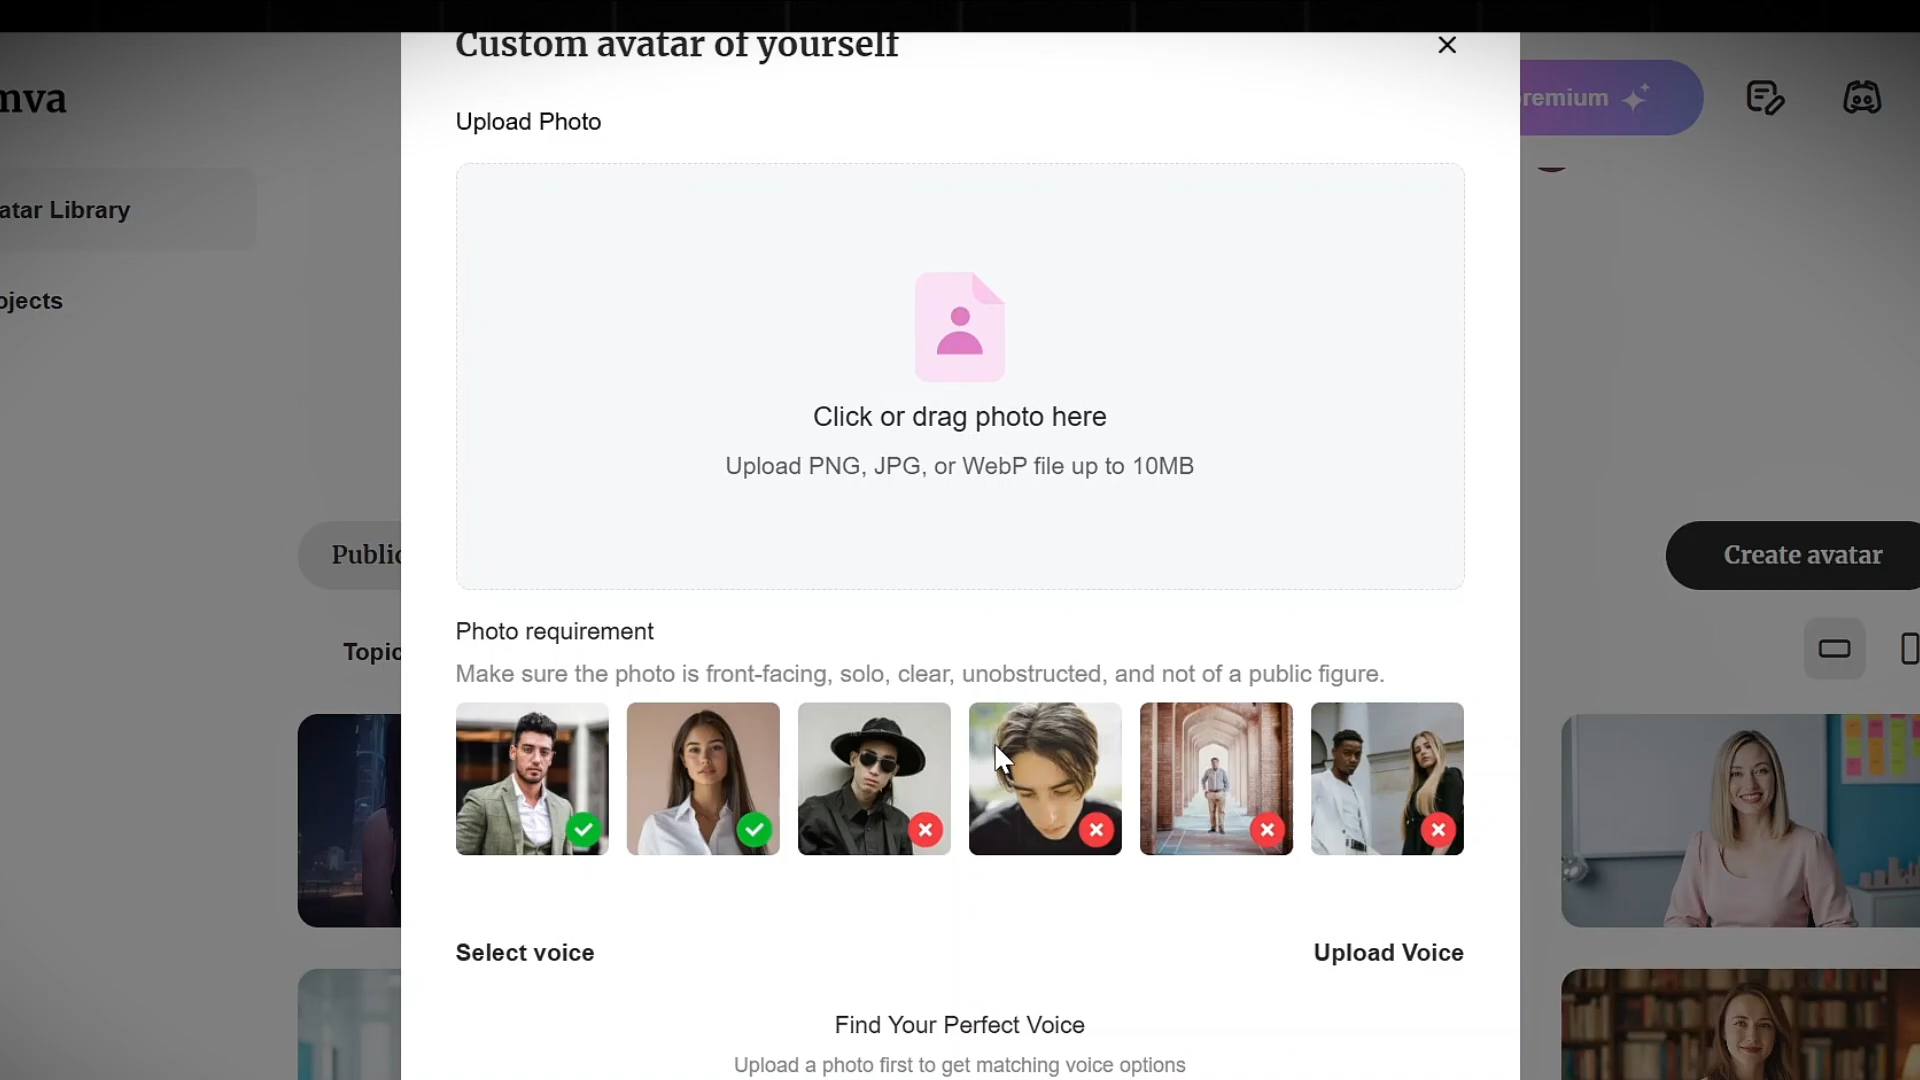 Custom avatar of yourself
mva
remium
Upload Photo
atar Library
ojects
Click or drag photo here
Upload PNG, JPG, or WebP file up to 10MB
Public
Create avatar
Photo requirement
Topic
Make sure the photo is front-facing, solo, clear, unobstructed, and not of a public figure.
Select voice
Upload Voice
Find Your Perfect Voice
Upload a photo first to get matching voice options